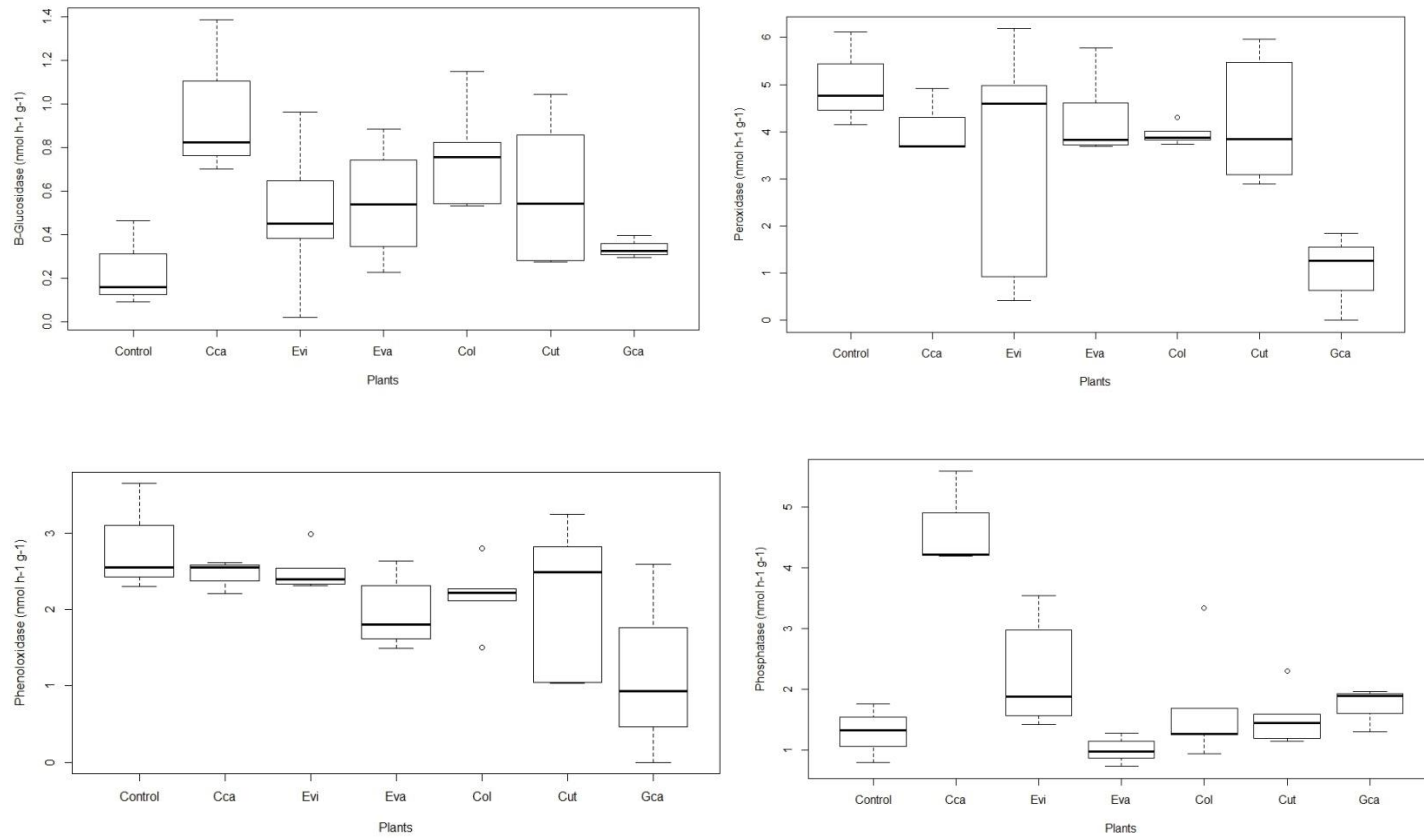 B-Glucosidase (nmol h-1 g-1)
0.0 0.2 0.4 0.6 0.8 1.0 1.2 1.4
Control Cca Evi Eva Col Cut Gca
Plants
Peroxidase (nmol h-1 g-1)
0 1 2 3 4 5 6
Control Cca Evi Eva Col Cut Gca
Plants
Phenoloxidase (nmol h-1 g-1)
0 1 2 3
Control Cca Evi Eva Col Cut Gca
Plants
Phosphatase (nmol h-1 g-1)
1 2 3 4 5
Control Cca Evi Eva Col Cut Gca
Plants